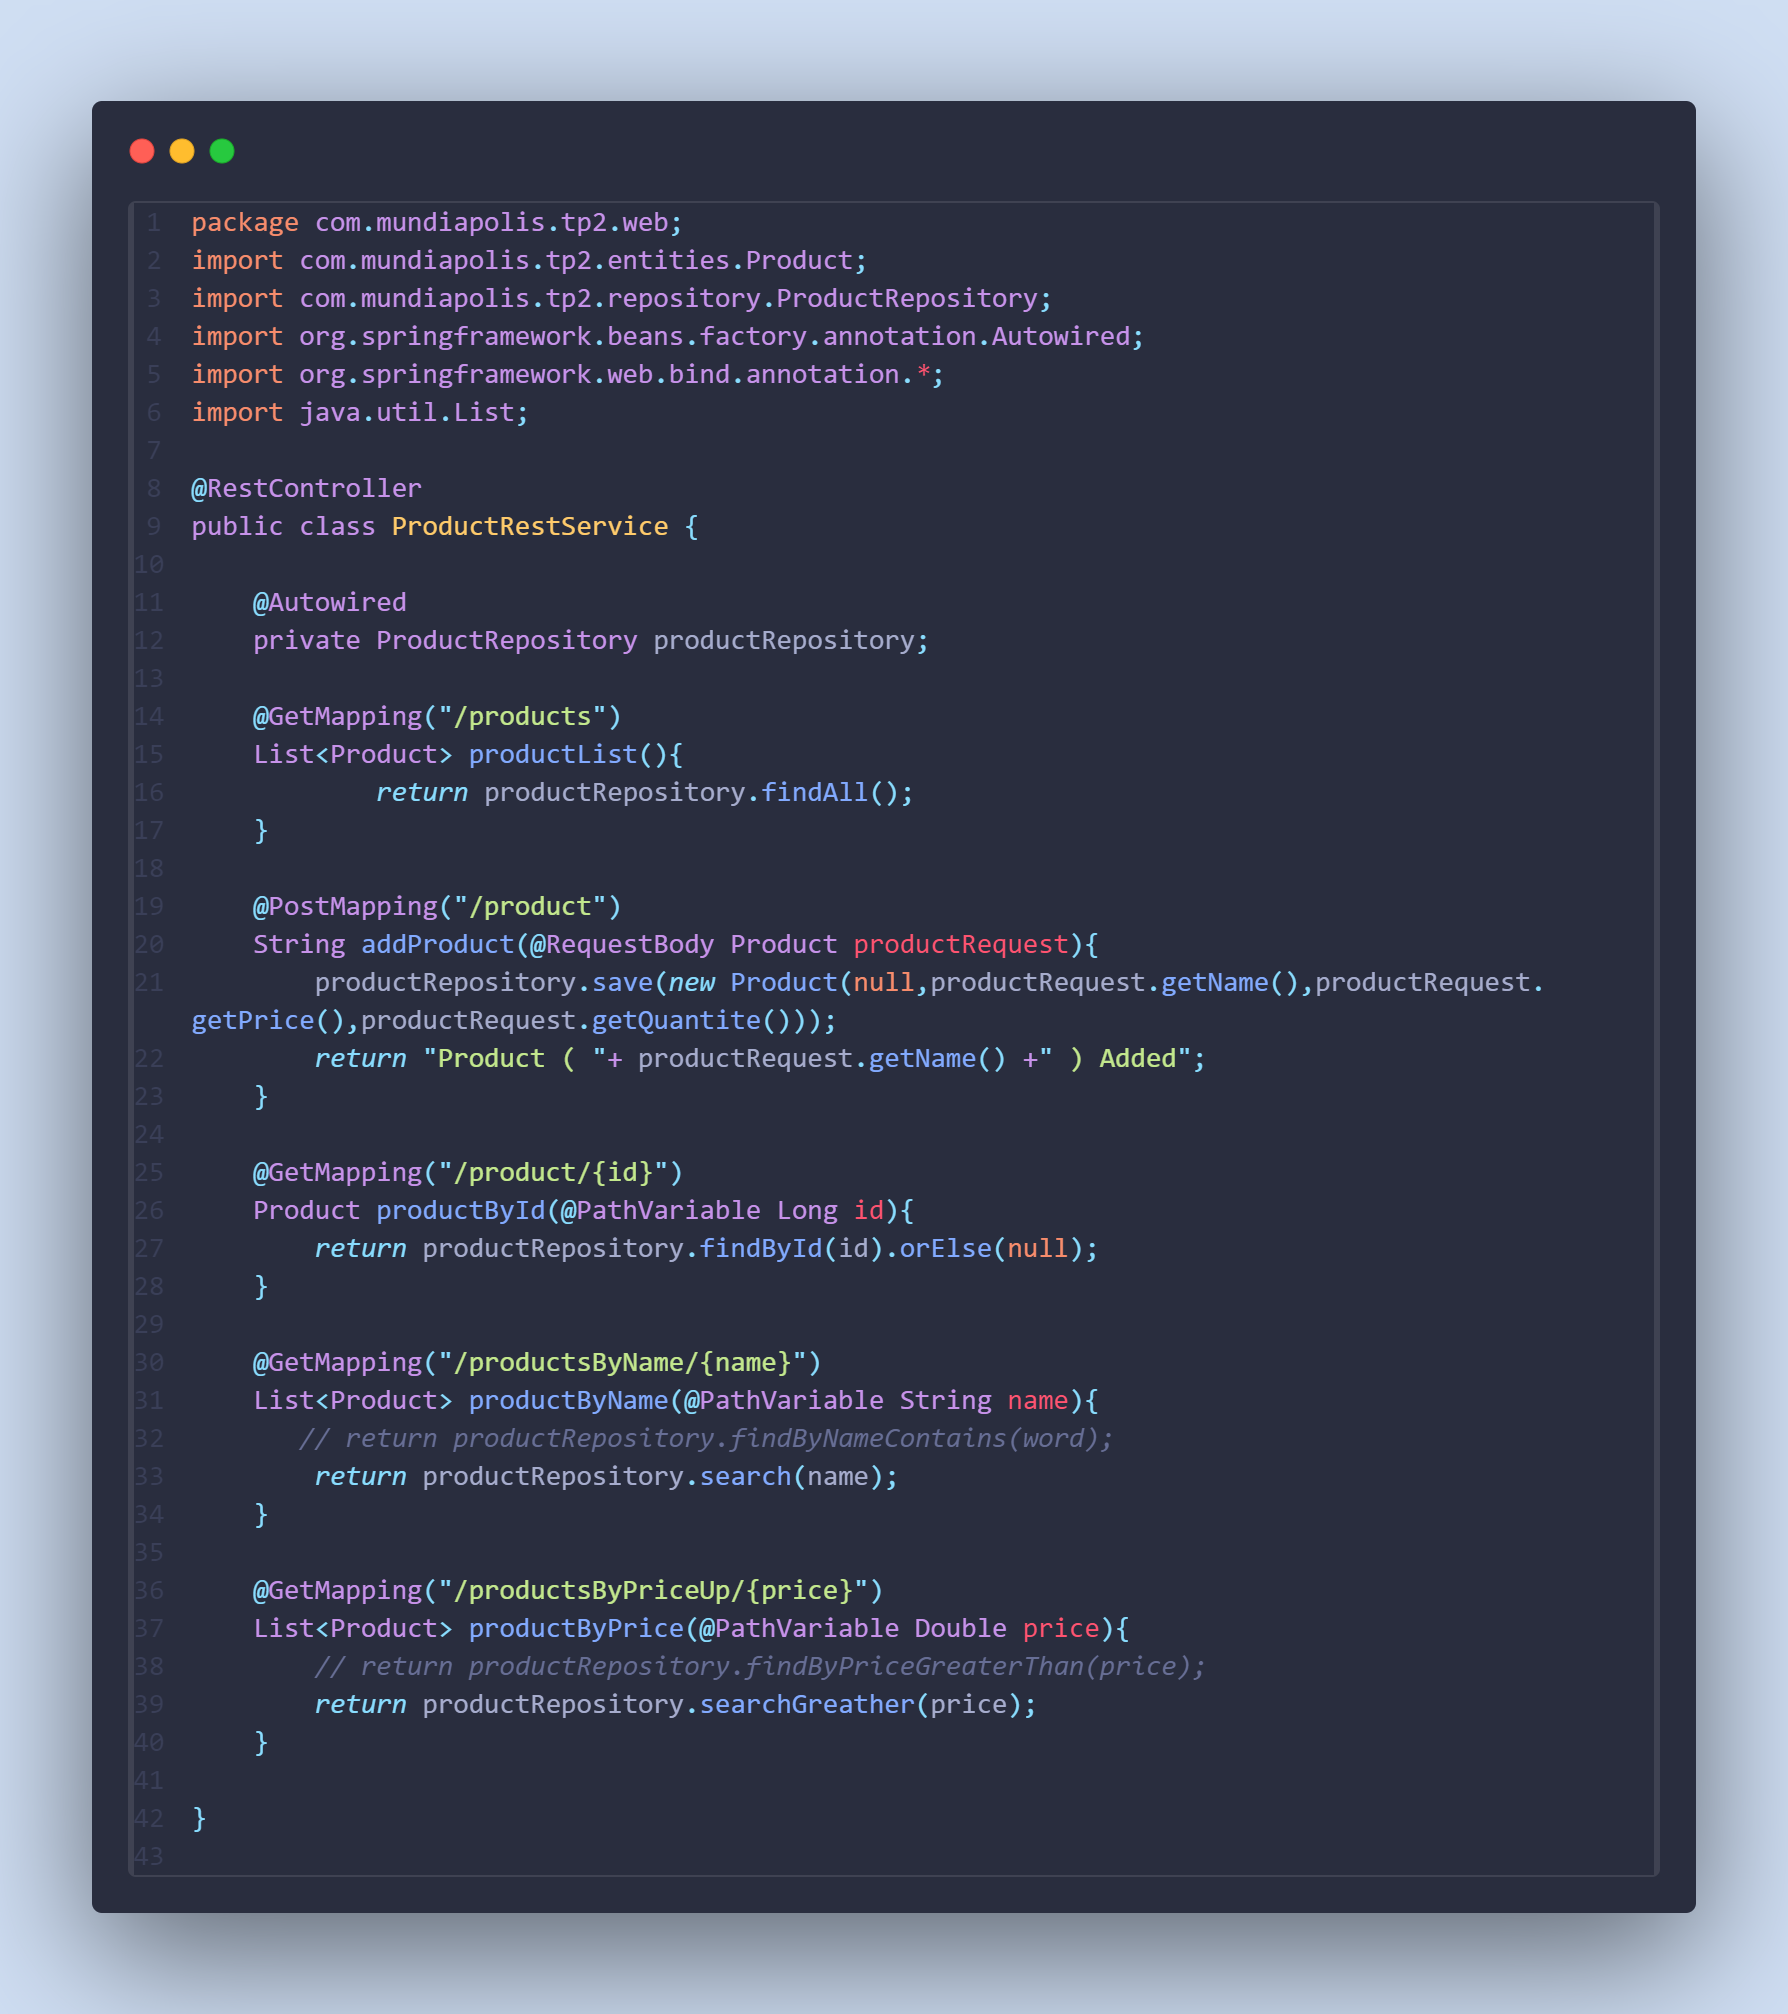 1 package com.mundiapolis.tp2.web;
2 import com.mundiapolis.tp2.entities.Product;
3 import com.mundiapolis.tp2.repository.ProductRepository;
4 import org.springframework.beans.factory.annotation.Autowired;
5 import org.springframework.web.bind.annotation.*;
6 import java.util.List;
7
8 @RestController
9 public class ProductRestService {
10
11     @Autowired
12     private ProductRepository productRepository;
13
14     @GetMapping("/products")
15     List<Product> productList(){
16             return productRepository.findAll();
17     }
18
19     @PostMapping("/product")
20     String addProduct(@RequestBody Product productRequest){
21         productRepository.save(new Product(null,productRequest.getName(),productRequest.
getPrice(),productRequest.getQuantite()));
22         return "Product ( "+ productRequest.getName() +" ) Added";
23     }
24
25     @GetMapping("/product/{id}")
26     Product productById(@PathVariable Long id){
27         return productRepository.findById(id).orElse(null);
28     }
29
30     @GetMapping("/productsByName/{name}")
31     List<Product> productByName(@PathVariable String name){
32        // return productRepository.findByNameContains(word);
33         return productRepository.search(name);
34     }
35
36     @GetMapping("/productsByPriceUp/{price}")
37     List<Product> productByPrice(@PathVariable Double price){
38         // return productRepository.findByPriceGreaterThan(price);
39         return productRepository.searchGreather(price);
40     }
41
42 }
43